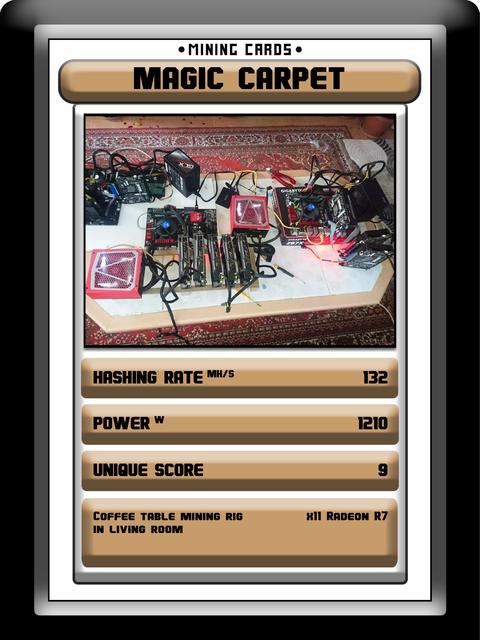 •MINING CARDS•
MAGIC CARPET
HASHING RATE MH/S 132
POWER W 1210
UNIQUE SCORE 9
COFFEE TABLE MINING RIG X11 RADEON R7
IN LIVING ROOM